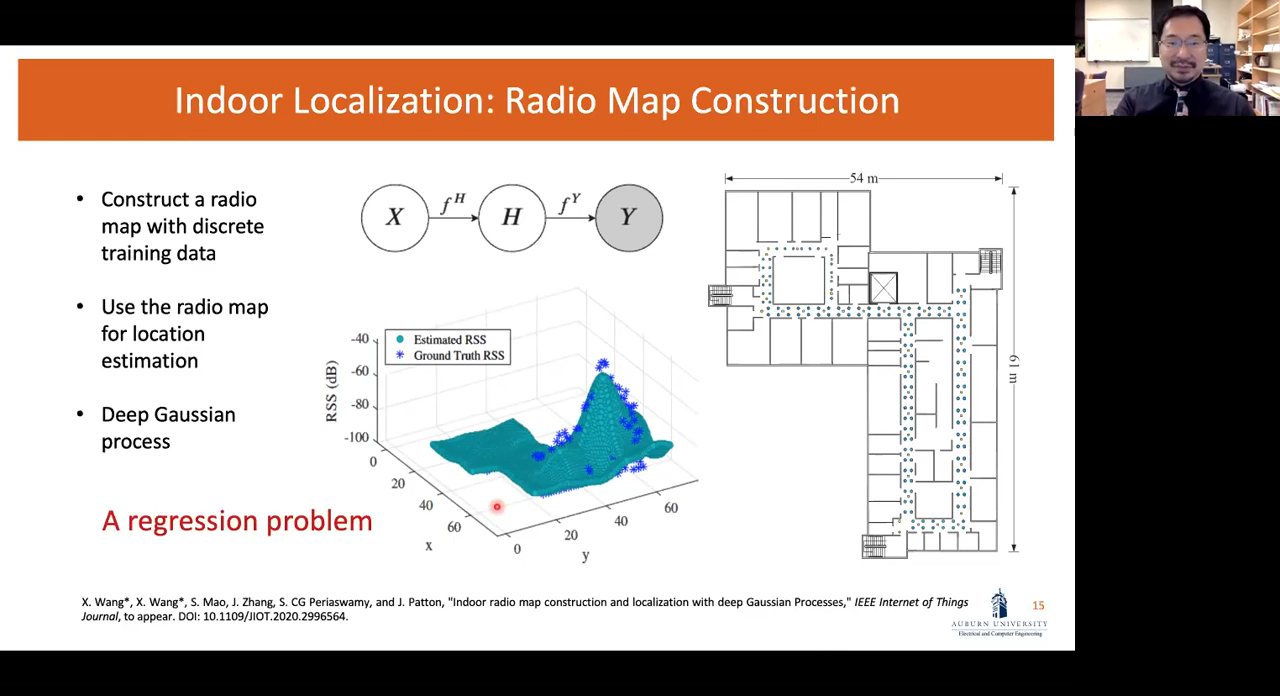 Indoor Localization: Radio Map Construction
• Construct a radio
map with discrete
training data
• Use the radio map
for location
estimation
• Deep Gaussian
process
A regression problem
X
f^H
H
f^Y
Y
Estimated RSS
Ground Truth RSS
RSS (dB)
-40
-60
-80
-100
0
20
40
60
x
0
20
40
60
y
54 m
61 m
X. Wang*, X. Wang*, S. Mao, J. Zhang, S. CG Periaswamy, and J. Patton, "Indoor radio map construction and localization with deep Gaussian Processes," IEEE Internet of Things
Journal, to appear. DOI: 10.1109/JIOT.2020.2996564.
AUBURN UNIVERSITY
Electrical and Computer Engineering
15